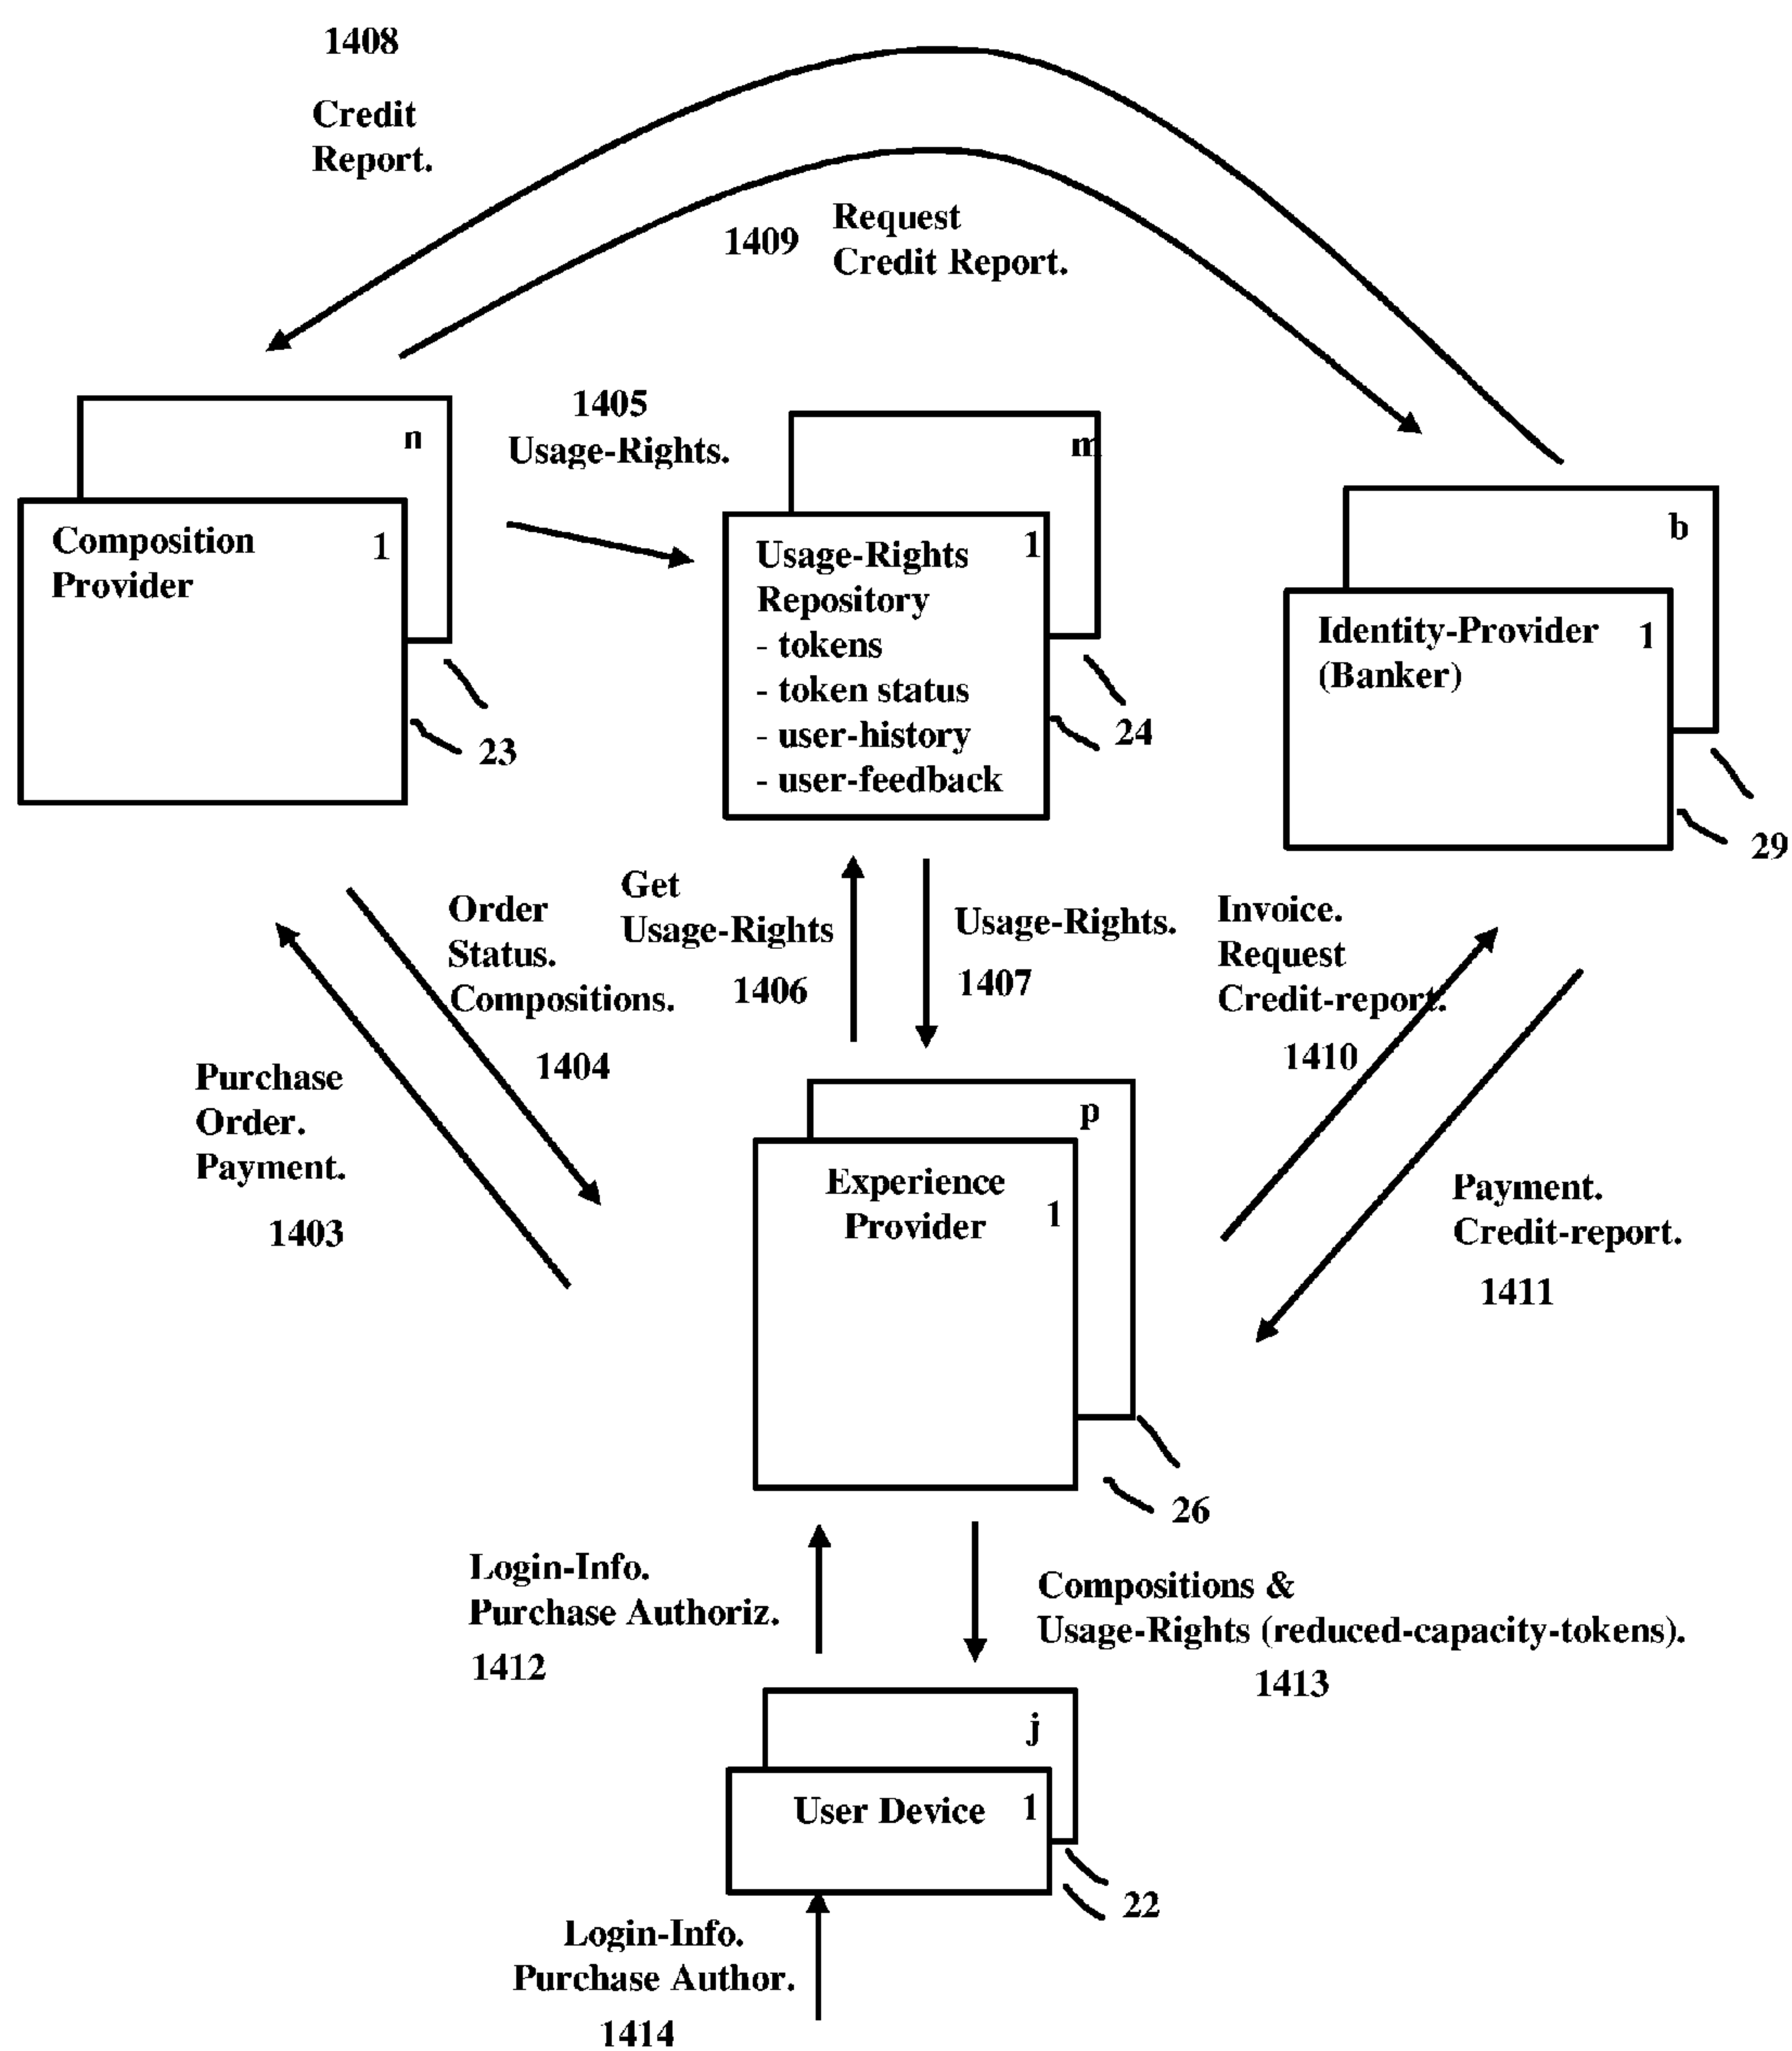 1408
Credit
Report.
1409
Request
Credit Report.
1405
Usage-Rights.
n
Composition
Provider
1
23
m
Usage-Rights
Repository
- tokens
- token status
- user-history
- user-feedback
1
24
b
Identity-Provider
(Banker)
1
29
Order
Status.
Compositions.
1404
Get
Usage-Rights
1406
Usage-Rights.
1407
Invoice.
Request
Credit-report.
1410
Purchase
Order.
Payment.
1403
p
Experience
Provider
1
26
Payment.
Credit-report.
1411
Login-Info.
Purchase Authoriz.
1412
Compositions &
Usage-Rights (reduced-capacity-tokens).
1413
j
User Device
1
22
Login-Info.
Purchase Author.
1414